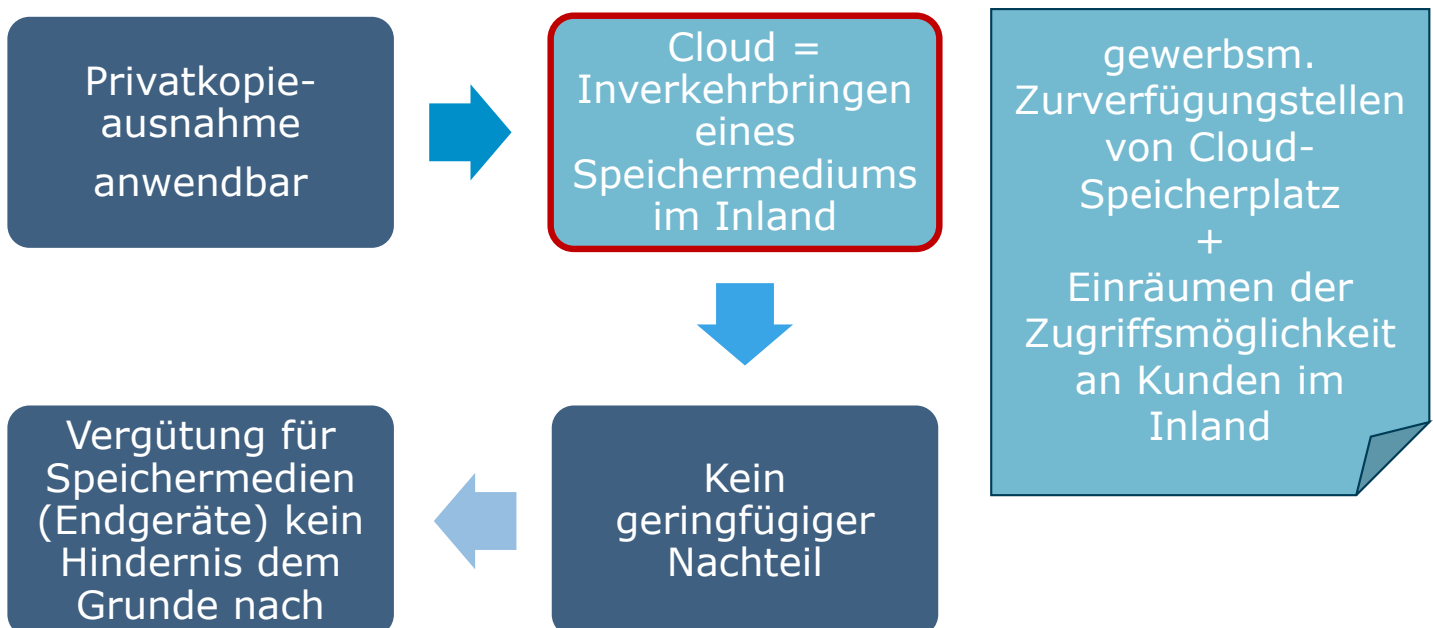 Privatkopie-
ausnahme
anwendbar
Cloud =
Inverkehrbringen
eines
Speichermediums
im Inland
gewerbsm.
Zurverfügungstellen
von Cloud-
Speicherplatz
+
Einräumen der
Zugriffsmöglichkeit
an Kunden im
Inland
Kein
geringfügiger
Nachteil
Vergütung für
Speichermedien
(Endgeräte) kein
Hindernis dem
Grunde nach